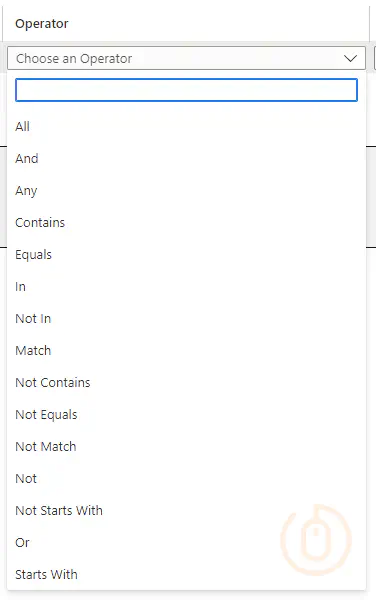 Operator
Choose an Operator
All
And
Any
Contains
Equals
In
Not In
Match
Not Contains
Not Equals
Not Match
Not
Not Starts With
Or
Starts With